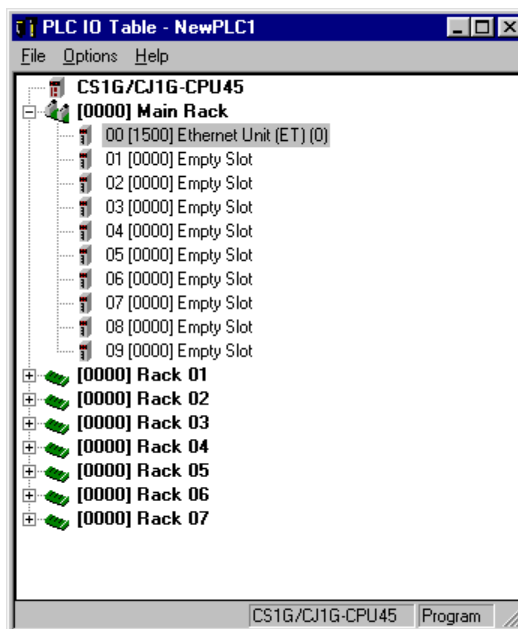 PLC IO Table - NewPLC1
File Options Help
CS1G/CJ1G-CPU45
[0000] Main Rack
00 [1500] Ethernet Unit (ET) (0)
01 [0000] Empty Slot
02 [0000] Empty Slot
03 [0000] Empty Slot
04 [0000] Empty Slot
05 [0000] Empty Slot
06 [0000] Empty Slot
07 [0000] Empty Slot
08 [0000] Empty Slot
09 [0000] Empty Slot
[0000] Rack 01
[0000] Rack 02
[0000] Rack 03
[0000] Rack 04
[0000] Rack 05
[0000] Rack 06
[0000] Rack 07
CS1G/CJ1G-CPU45 Program